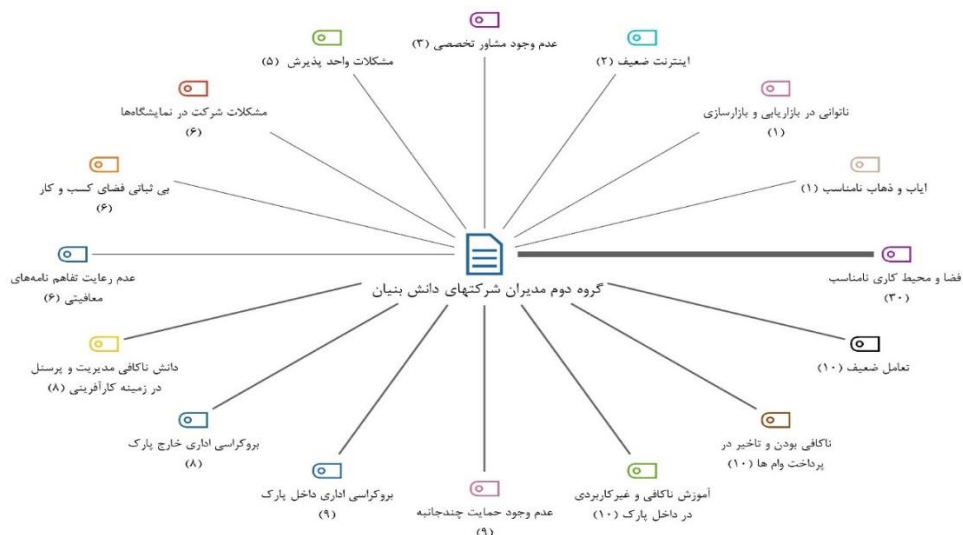 عدم وجود مشاور تخصصی (۳)
اینترنت ضعیف (۲)
مشکلات واحد پذیرش (۵)
ناتوانی در بازاریابی و بازارسازی
(۱)
مشکلات شرکت در نمایشگاه‌ها
(۶)
ایاب و ذهاب نامناسب (۱)
بی ثباتی فضای کسب و کار
(۶)
فضا و محیط کاری نامناسب
(۳۰)
عدم رعایت تفاهم نامه‌های
معافیتی (۶)
گروه دوم مدیران شرکتهای دانش بنیان
تعامل ضعیف (۱۰)
دانش ناکافی مدیریت و پرسنل
در زمینه کارآفرینی (۸)
ناکافی بودن و تاخیر در
پرداخت وام ها (۱۰)
بروکراسی اداری خارج پارک
(۸)
آموزش ناکافی و غیرکاربردی
در داخل پارک (۱۰)
بروکراسی اداری داخل پارک
(۹)
عدم وجود حمایت چندجانبه
(۹)